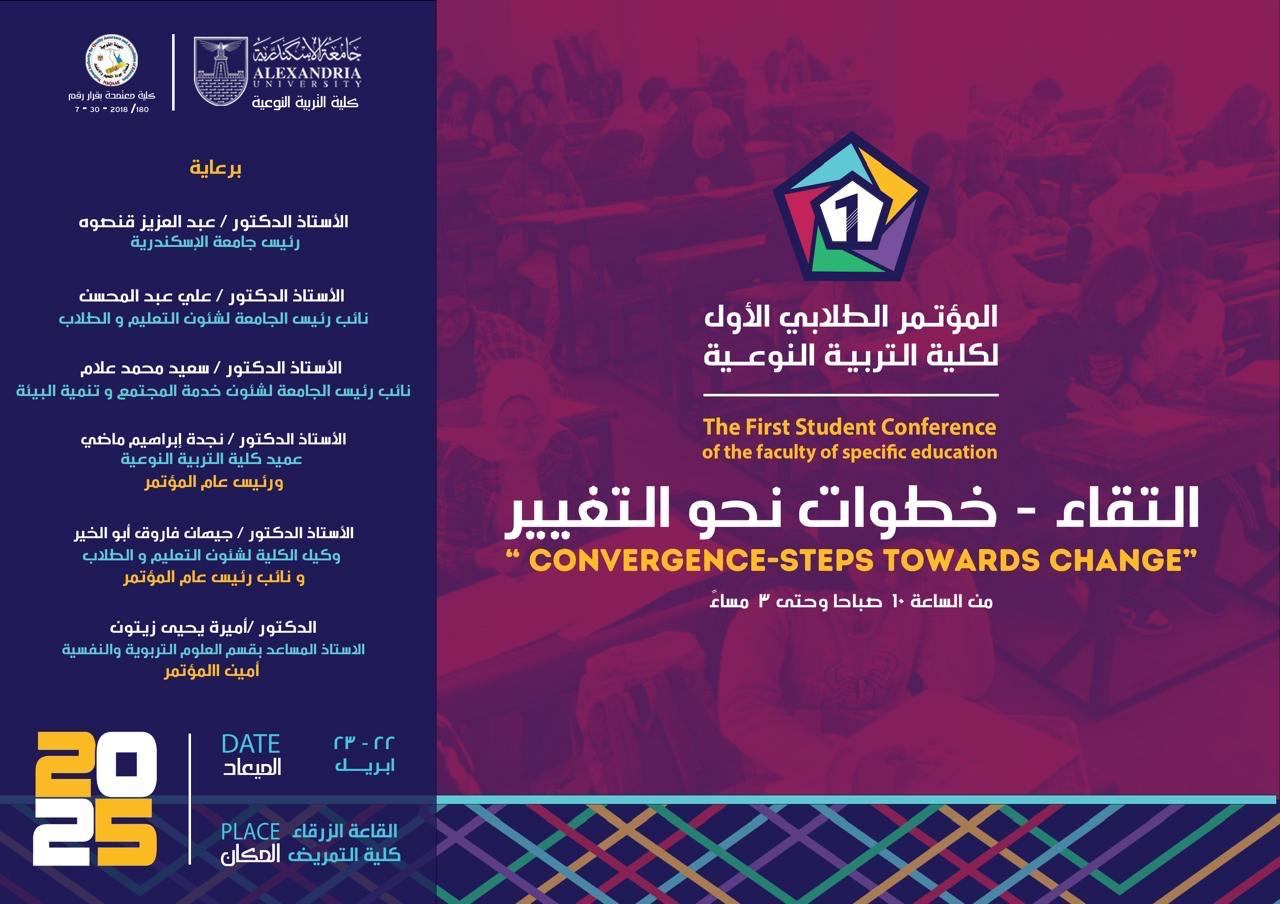 جامعة الإسكندرية
ALEXANDRIA
UNIVERSITY
كلية التربية النوعية
كلية معتمدة بقرار رقم
7 - 30 - 2018 /180
برعاية
الأستاذ الدكتور / عبد العزيز قنصوه
رئيس جامعة الإسكندرية
الأستاذ الدكتور / علي عبد المحسن
نائب رئيس الجامعة لشئون التعليم و الطلاب
الأستاذ الدكتور / سعيد محمد علام
نائب رئيس الجامعة لشئون خدمة المجتمع و تنمية البيئة
الأستاذ الدكتور / نجدة إبراهيم ماضي
عميد كلية التربية النوعية
ورئيس عام المؤتمر
الأستاذ الدكتور / جيهان فاروق أبو الخير
وكيل الكلية لشئون التعليم و الطلاب
و نائب رئيس عام المؤتمر
الدكتور /أميرة يحيى زيتون
الاستاذ المساعد بقسم العلوم التربوية والنفسية
أمين االمؤتمر
2025
DATE
الميعاد
٢٢ - ٢٣
ابريــل
PLACE
المكان
القاعة الزرقاء
كلية التمريض
1
المؤتمر الطلابي الأول
لكلية التربية النوعـية
The First Student Conference
of the faculty of specific education
التقاء - خطوات نحو التغيير
“ CONVERGENCE-STEPS TOWARDS CHANGE”
من الساعة ١٠ صباحا وحتى ٣ مساءً